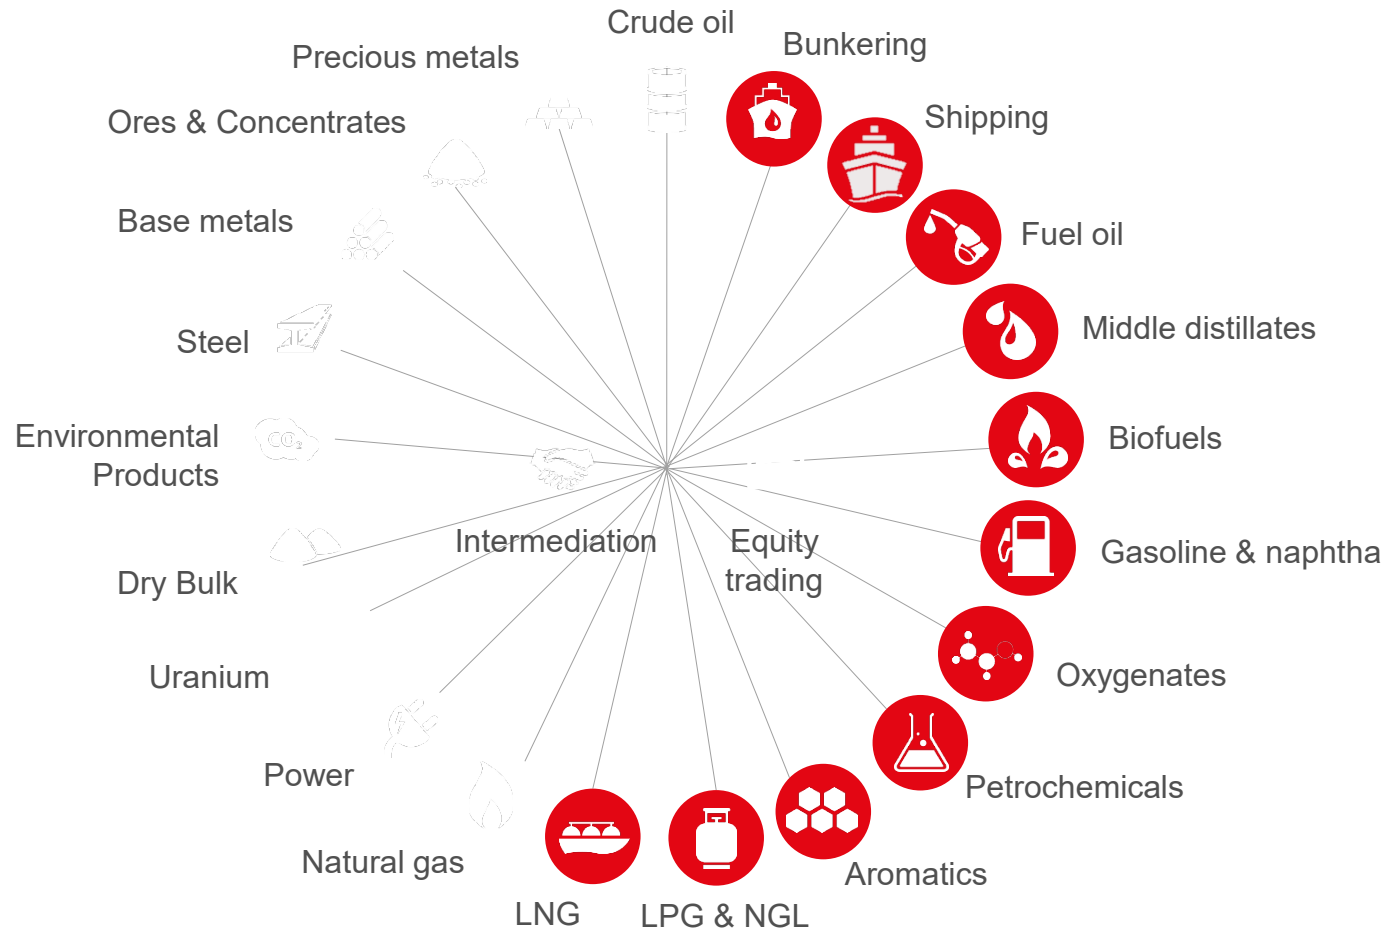 Crude oil
Bunkering
Shipping
Fuel oil
Middle distillates
Biofuels
Gasoline & naphtha
Oxygenates
Petrochemicals
Aromatics
LPG & NGL
LNG
Natural gas
Power
Uranium
Dry Bulk
Environmental
Products
CO2
Steel
Base metals
Ores & Concentrates
Precious metals
Intermediation
Equity
trading